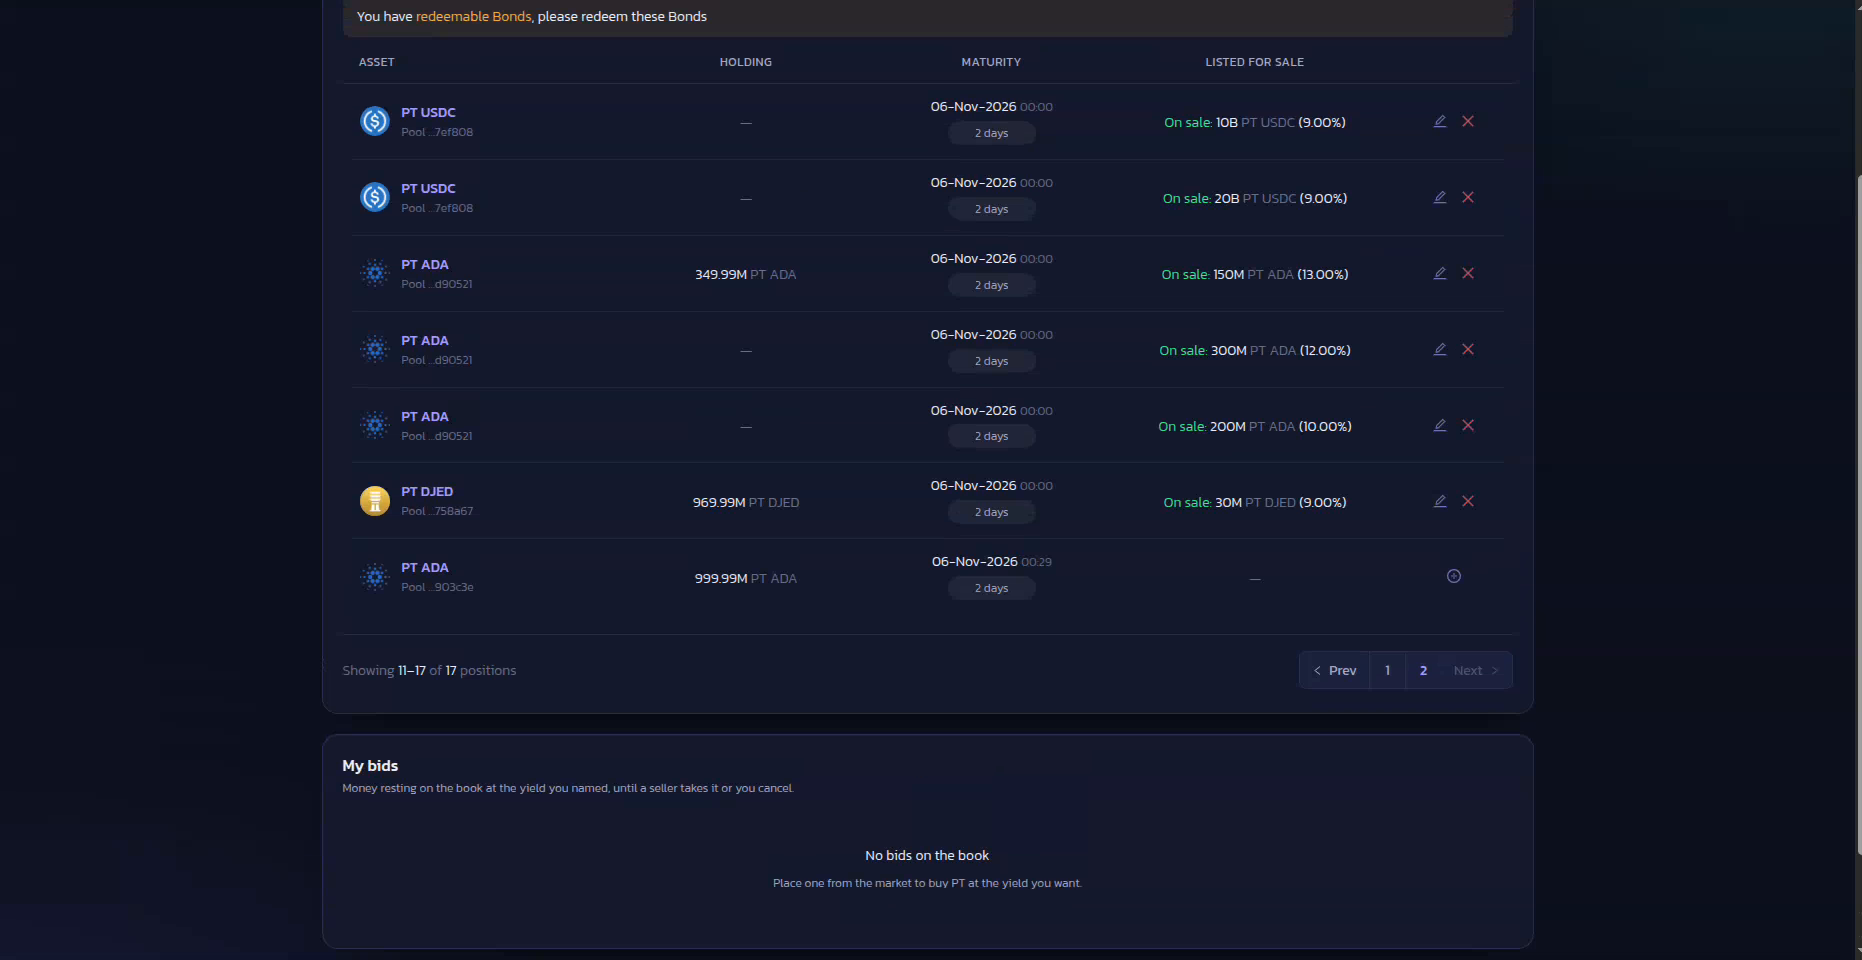 You have redeemable Bonds, please redeem these Bonds
ASSET HOLDING MATURITY LISTED FOR SALE
PT USDC
Pool ...7ef808
—
06-Nov-2026 00:00
2 days
On sale: 10B PT USDC (9.00%)
PT USDC
Pool ...7ef808
—
06-Nov-2026 00:00
2 days
On sale: 20B PT USDC (9.00%)
PT ADA
Pool ...d90521
349.99M PT ADA
06-Nov-2026 00:00
2 days
On sale: 150M PT ADA (13.00%)
PT ADA
Pool ...d90521
—
06-Nov-2026 00:00
2 days
On sale: 300M PT ADA (12.00%)
PT ADA
Pool ...d90521
—
06-Nov-2026 00:00
2 days
On sale: 200M PT ADA (10.00%)
PT DJED
Pool ...758a67
969.99M PT DJED
06-Nov-2026 00:00
2 days
On sale: 30M PT DJED (9.00%)
PT ADA
Pool ...903c3e
999.99M PT ADA
06-Nov-2026 00:29
2 days
—
Showing 11–17 of 17 positions
< Prev 1 2 Next >
My bids
Money resting on the book at the yield you named, until a seller takes it or you cancel.
No bids on the book
Place one from the market to buy PT at the yield you want.